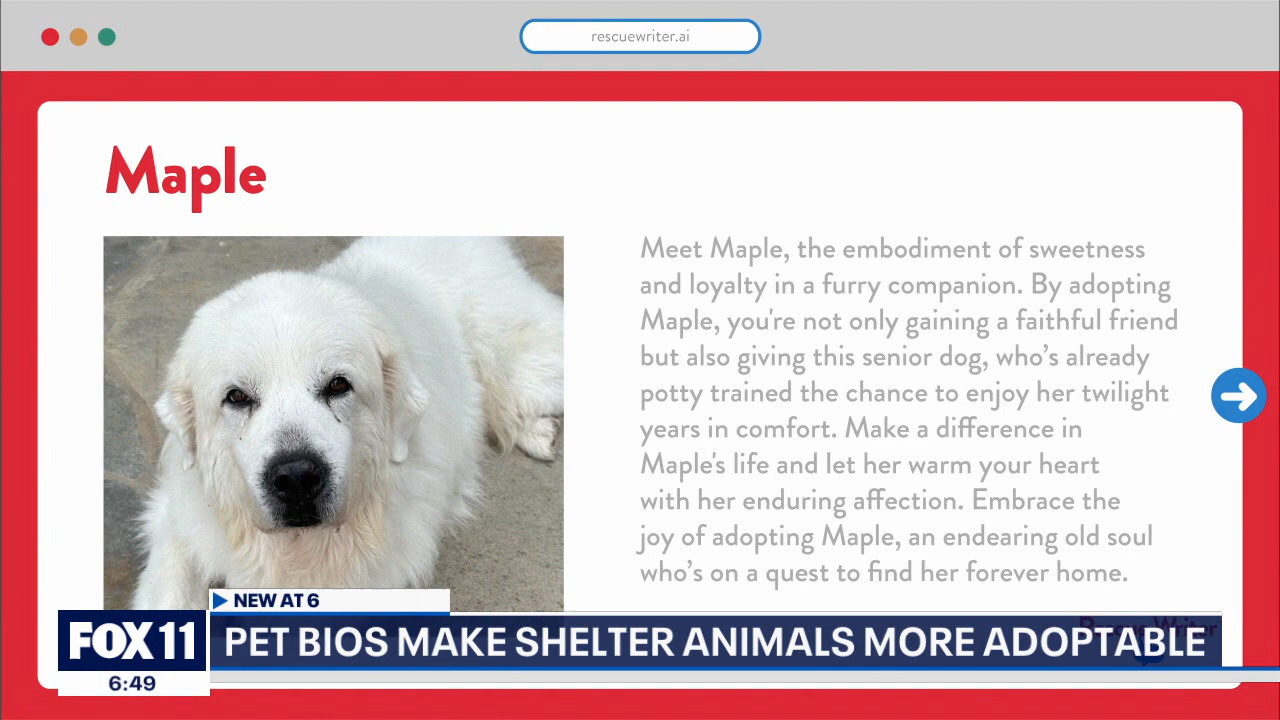 rescuewriter.ai
Maple
Meet Maple, the embodiment of sweetness
and loyalty in a furry companion. By adopting
Maple, you're not only gaining a faithful friend
but also giving this senior dog, who’s already
potty trained the chance to enjoy her twilight
years in comfort. Make a difference in
Maple's life and let her warm your heart
with her enduring affection. Embrace the
joy of adopting Maple, an endearing old soul
who’s on a quest to find her forever home.
NEW AT 6
FOX 11
PET BIOS MAKE SHELTER ANIMALS MORE ADOPTABLE
6:49